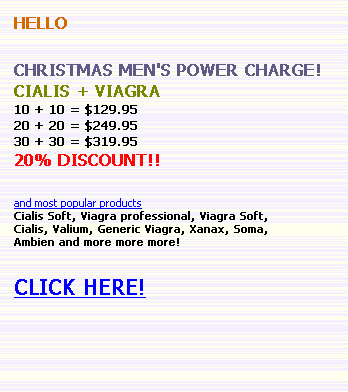 HELLO
CHRISTMAS MEN'S POWER CHARGE!
CIALIS + VIAGRA
10 + 10 = $129.95
20 + 20 = $249.95
30 + 30 = $319.95
20% DISCOUNT!!
and most popular products
Cialis Soft, Viagra professional, Viagra Soft,
Cialis, Valium, Generic Viagra, Xanax, Soma,
Ambien and more more more!
CLICK HERE!